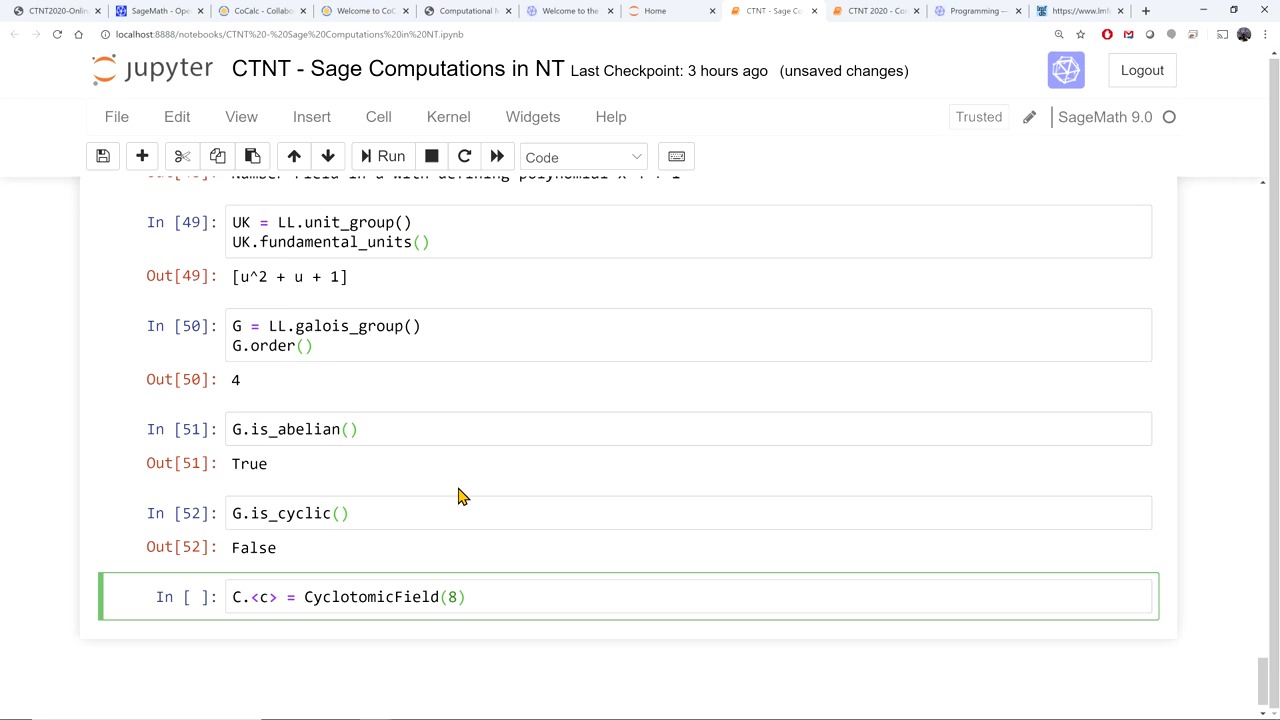 CTNT2020-Onlin
SageMath - Ope
CoCalc - Collabo
Welcome to CoC
Computational N
Welcome to the
Home
CTNT - Sage Co
CTNT 2020 - Co
Programming —
https://www.lmf
localhost:8888/notebooks/CTNT%20-%20Sage%20Computations%20in%20NT.ipynb
jupyter CTNT - Sage Computations in NT Last Checkpoint: 3 hours ago (unsaved changes)
Logout
File Edit View Insert Cell Kernel Widgets Help
Trusted SageMath 9.0
Run Code
In [49]: UK = LL.unit_group()
UK.fundamental_units()
Out[49]: [u^2 + u + 1]
In [50]: G = LL.galois_group()
G.order()
Out[50]: 4
In [51]: G.is_abelian()
Out[51]: True
In [52]: G.is_cyclic()
Out[52]: False
In [ ]: C.<c> = CyclotomicField(8)